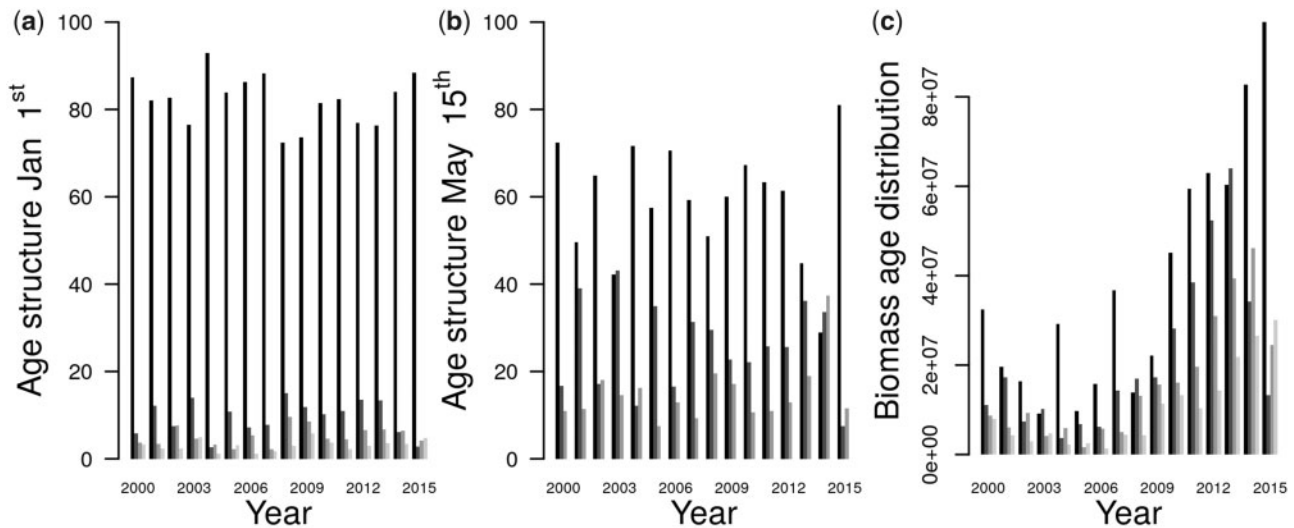 (a)
Age structure Jan 1st
100
80
60
40
20
0
2000 2003 2006 2009 2012 2015
Year
(b)
Age structure May 15th
100
80
60
40
20
0
2000 2003 2006 2009 2012 2015
Year
(c)
Biomass age distribution
8e+07
6e+07
4e+07
2e+07
0e+00
2000 2003 2006 2009 2012 2015
Year